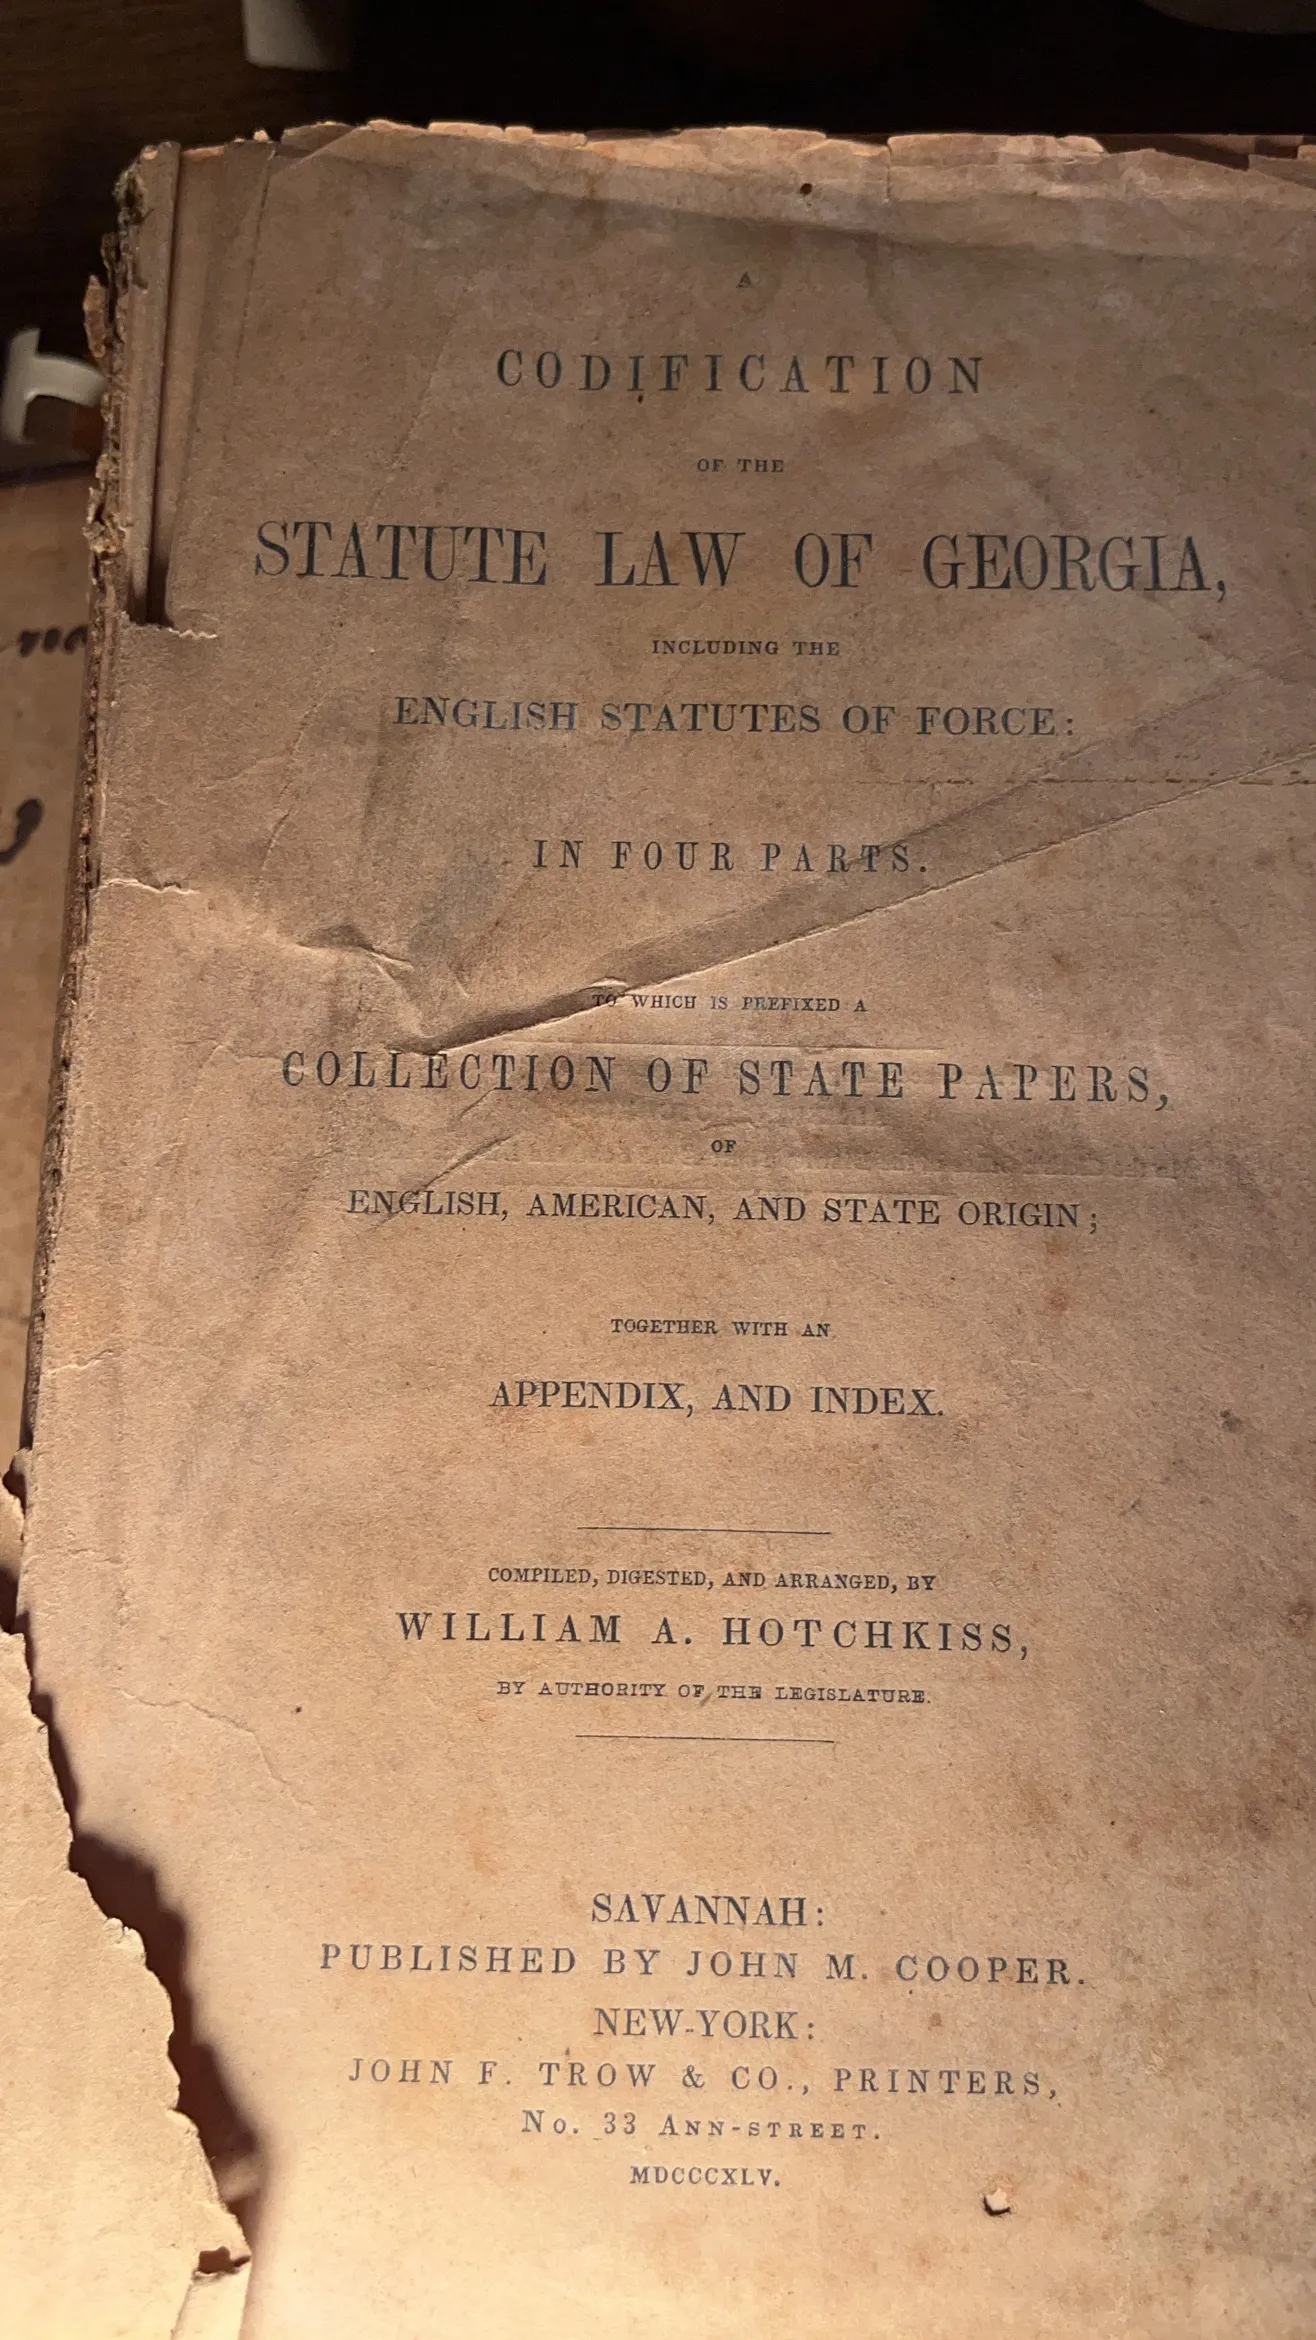 A
CODIFICATION
OF THE
STATUTE LAW OF GEORGIA,
INCLUDING THE
ENGLISH STATUTES OF FORCE:
IN FOUR PARTS.
TO WHICH IS PREFIXED A
COLLECTION OF STATE PAPERS,
OF
ENGLISH, AMERICAN, AND STATE ORIGIN;
TOGETHER WITH AN
APPENDIX, AND INDEX.
COMPILED, DIGESTED, AND ARRANGED, BY
WILLIAM A. HOTCHKISS,
BY AUTHORITY OF THE LEGISLATURE.
SAVANNAH:
PUBLISHED BY JOHN M. COOPER.
NEW-YORK:
JOHN F. TROW & CO., PRINTERS,
No. 33 ANN-STREET.
MDCCCXLV.